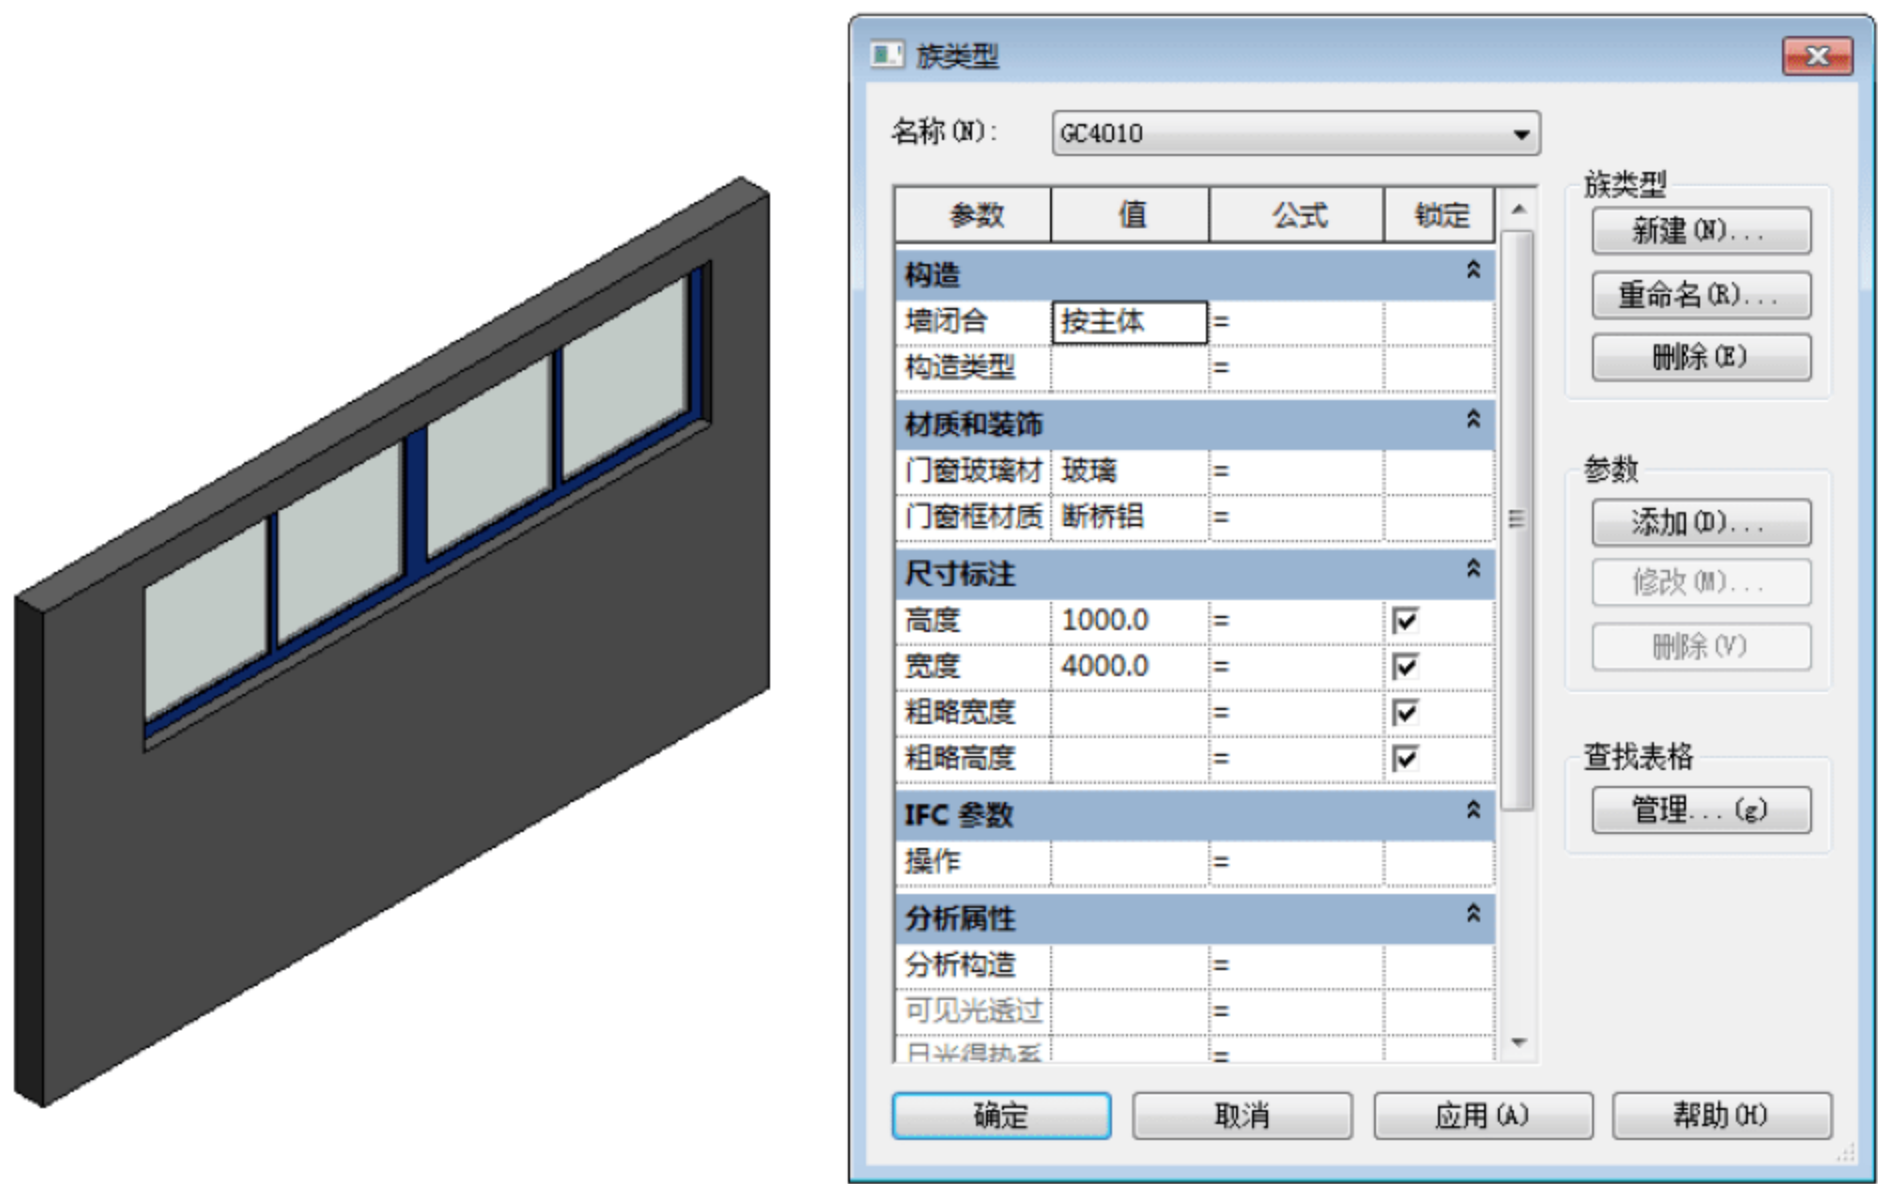 族类型
名称(N):
GC4010
参数 值 公式 锁定
构造
墙闭合 按主体 =
构造类型 =
材质和装饰
门窗玻璃材 玻璃 =
门窗框材质 断桥铝 =
尺寸标注
高度 1000.0 =
宽度 4000.0 =
粗略宽度 =
粗略高度 =
IFC 参数
操作 =
分析属性
分析构造 =
可见光透过 =
日光得热系 =
族类型
新建(N)...
重命名(R)...
删除(E)
参数
添加(D)...
修改(M)...
删除(V)
查找表格
管理...(g)
确定 取消 应用(A) 帮助(H)